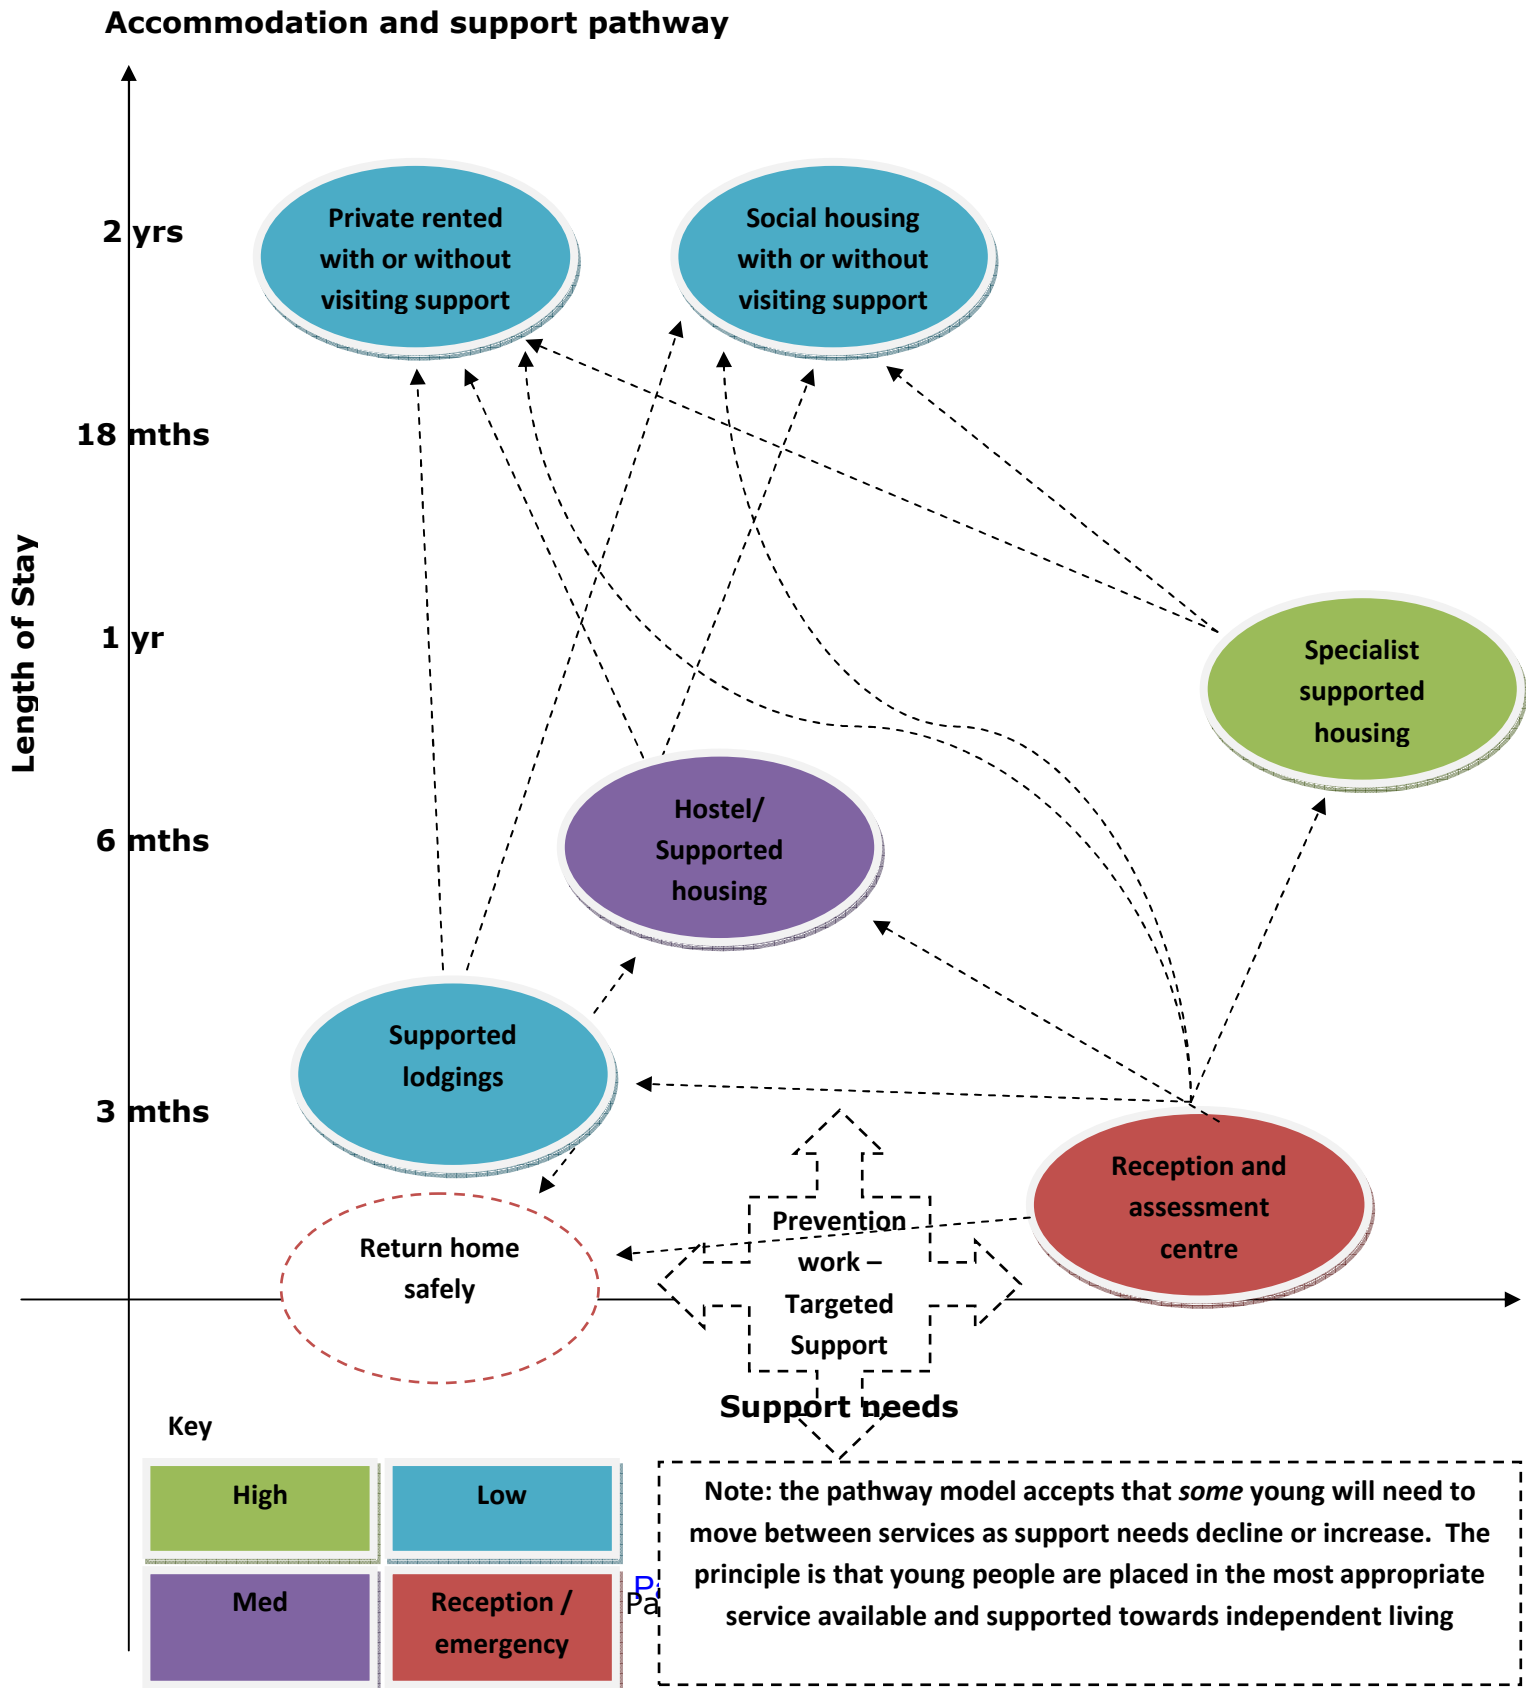 Accommodation and support pathway
Private rented
with or without
visiting support
Social housing
with or without
visiting support
2 yrs
18 mths
Length of Stay
1 yr
Specialist
supported
housing
6 mths
Hostel/
Supported
housing
Supported
lodgings
3 mths
Reception and
assessment
centre
Prevention
work –
Targeted
Support
Return home
safely
Support needs
Key
High
Low
Med
Reception /
emergency
Note: the pathway model accepts that some young will need to
move between services as support needs decline or increase. The
principle is that young people are placed in the most appropriate
service available and supported towards independent living